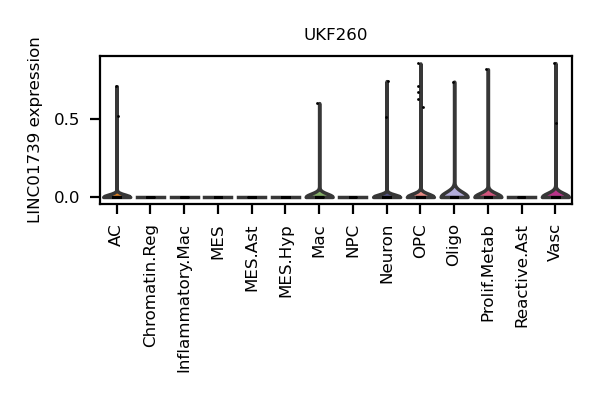 UKF260
LINC01739 expression
0.5
0.0
AC
Chromatin.Reg
Inflammatory.Mac
MES
MES.Ast
MES.Hyp
Mac
NPC
Neuron
OPC
Oligo
Prolif.Metab
Reactive.Ast
Vasc